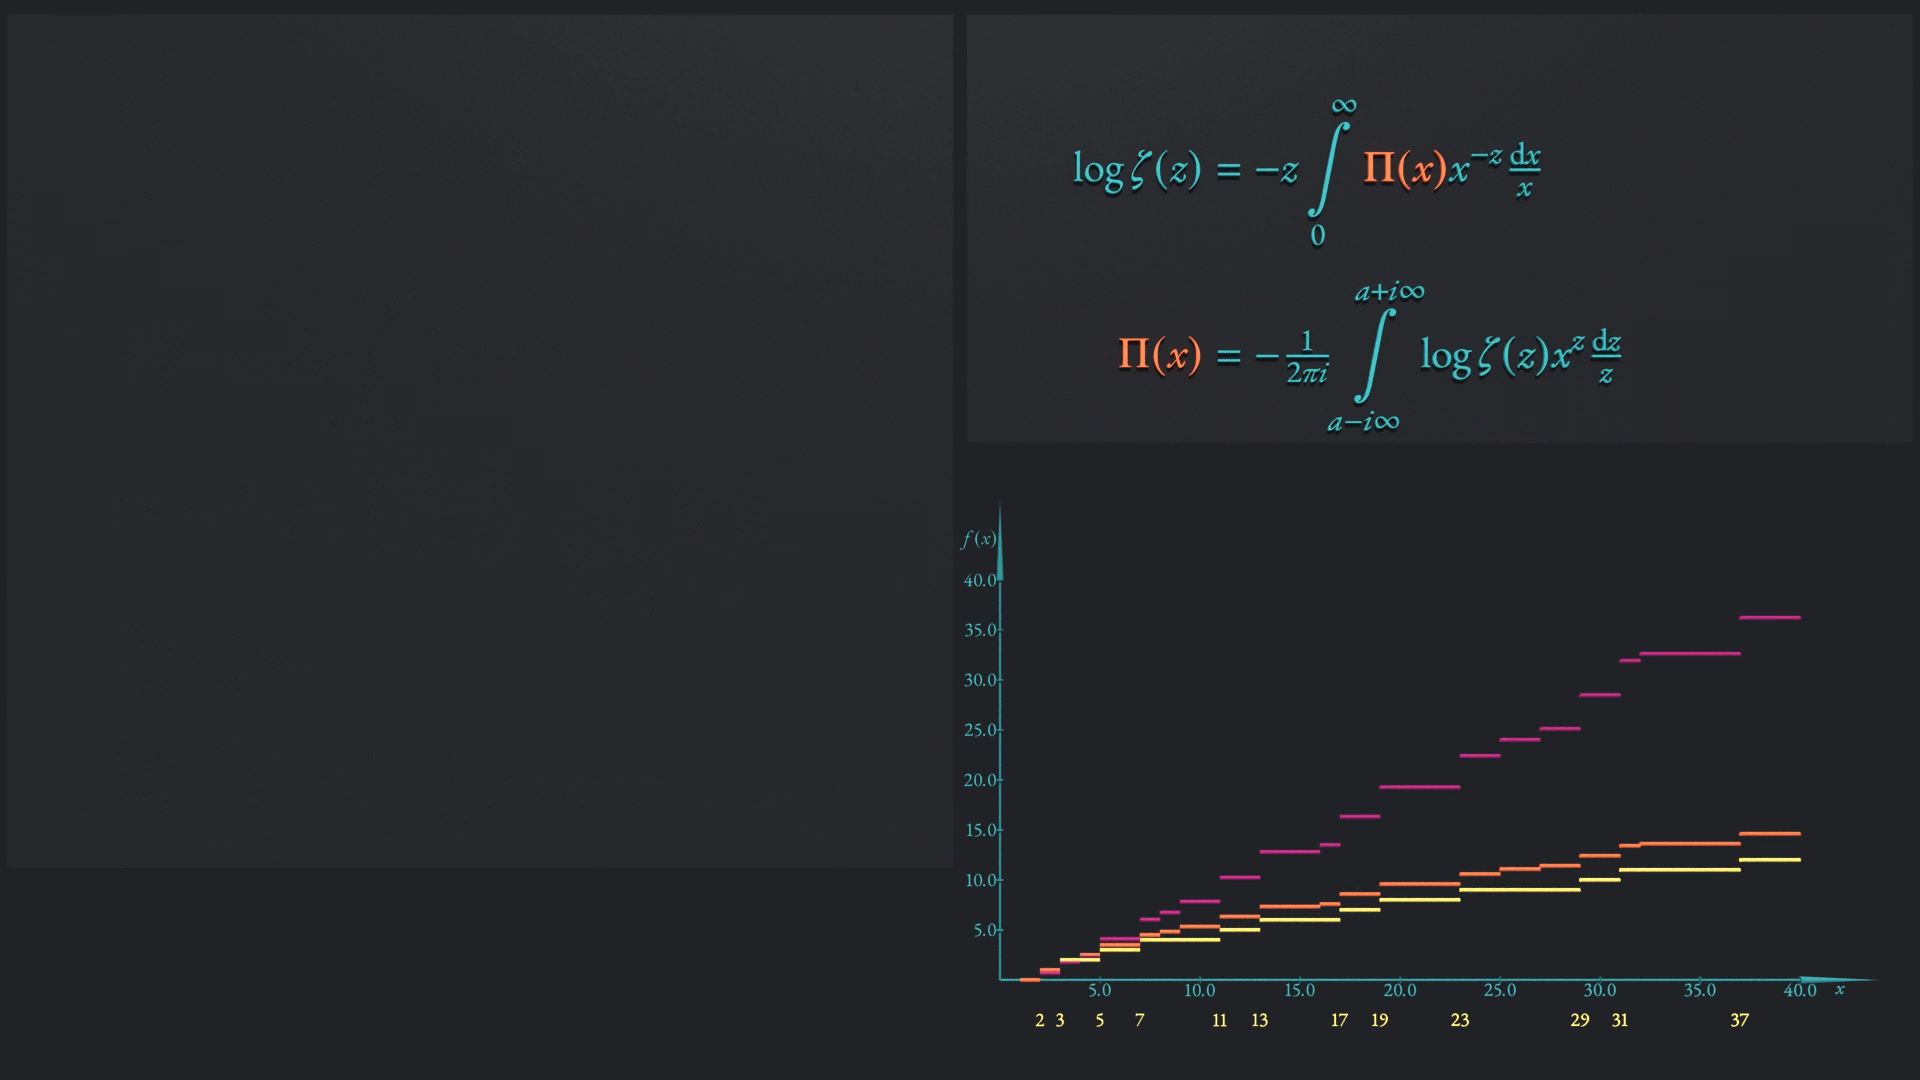 log ζ(z) = −z ∫₀^∞ Π(x)x^{−z} dx/x
Π(x) = − 1/(2πi) ∫_{a−i∞}^{a+i∞} log ζ(z)x^z dz/z
f(x)
40.0
35.0
30.0
25.0
20.0
15.0
10.0
5.0
5.0 10.0 15.0 20.0 25.0 30.0 35.0 40.0 x
2 3 5 7 11 13 17 19 23 29 31 37